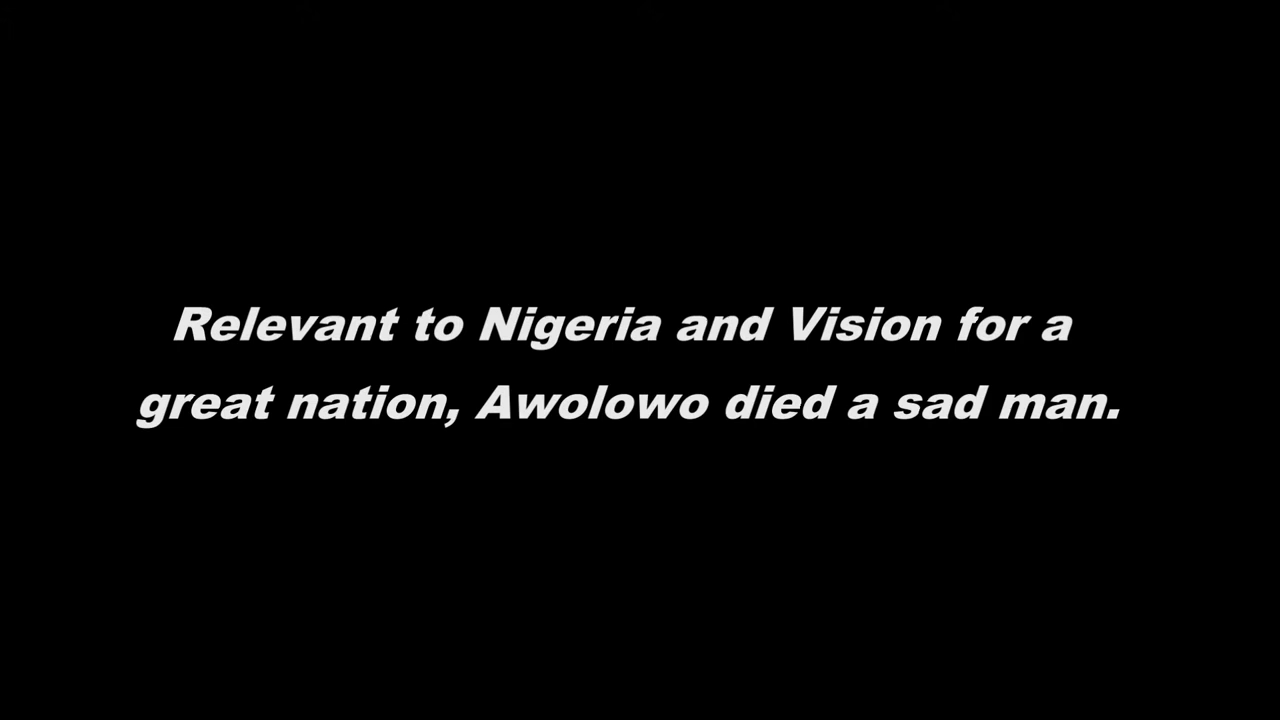 Relevant to Nigeria and Vision for a
great nation, Awolowo died a sad man.